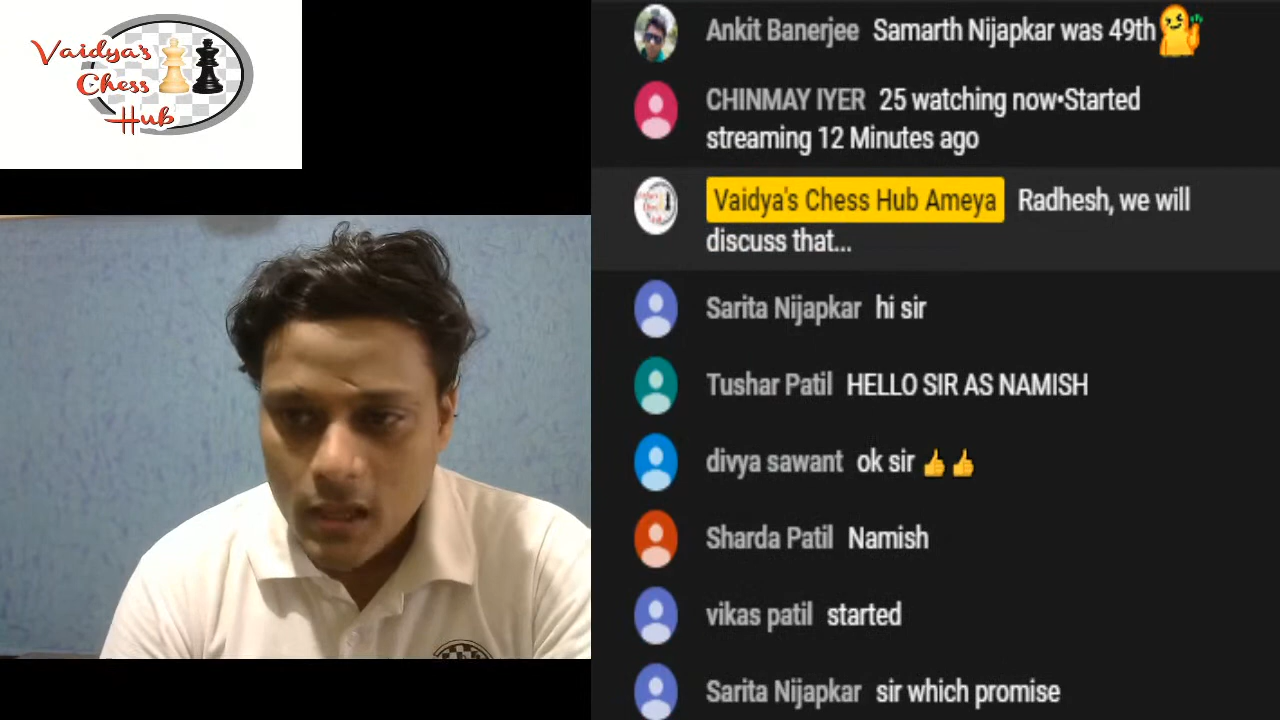 Vaidya's
Chess
Hub
Ankit Banerjee Samarth Nijapkar was 49th
CHINMAY IYER 25 watching now•Started
streaming 12 Minutes ago
Vaidya's Chess Hub Ameya Radhesh, we will
discuss that...
Sarita Nijapkar hi sir
Tushar Patil HELLO SIR AS NAMISH
divya sawant ok sir 👍👍
Sharda Patil Namish
vikas patil started
Sarita Nijapkar sir which promise